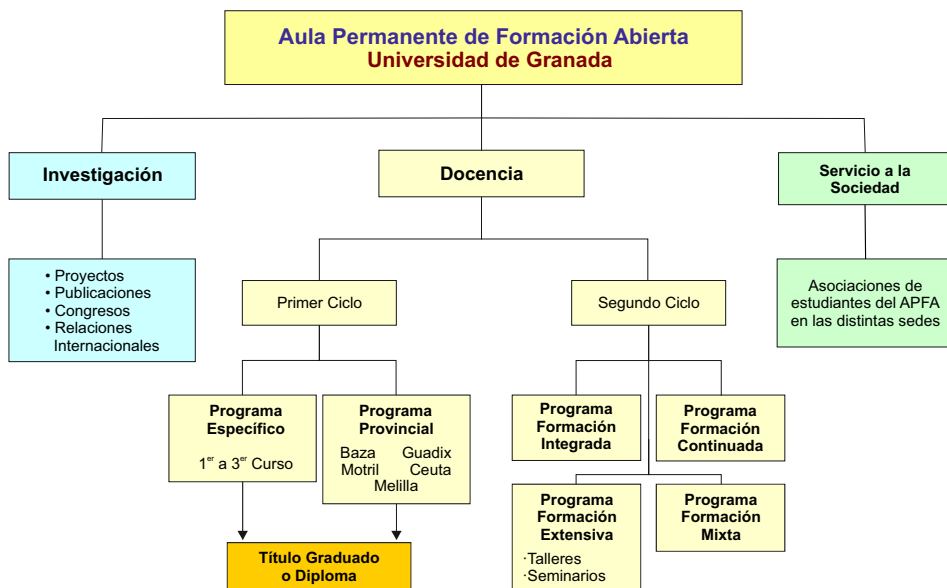 Aula Permanente de Formación Abierta
Universidad de Granada
Investigación
Docencia
Servicio a la
Sociedad
• Proyectos
• Publicaciones
• Congresos
• Relaciones
Internacionales
Primer Ciclo
Segundo Ciclo
Asociaciones de
estudiantes del APFA
en las distintas sedes
Programa
Específico
1er a 3er Curso
Programa
Provincial
Baza Guadix
Motril Ceuta
Melilla
Programa
Formación
Integrada
Programa
Formación
Continuada
Programa
Formación
Extensiva
·Talleres
·Seminarios
Programa
Formación
Mixta
Título Graduado
o Diploma